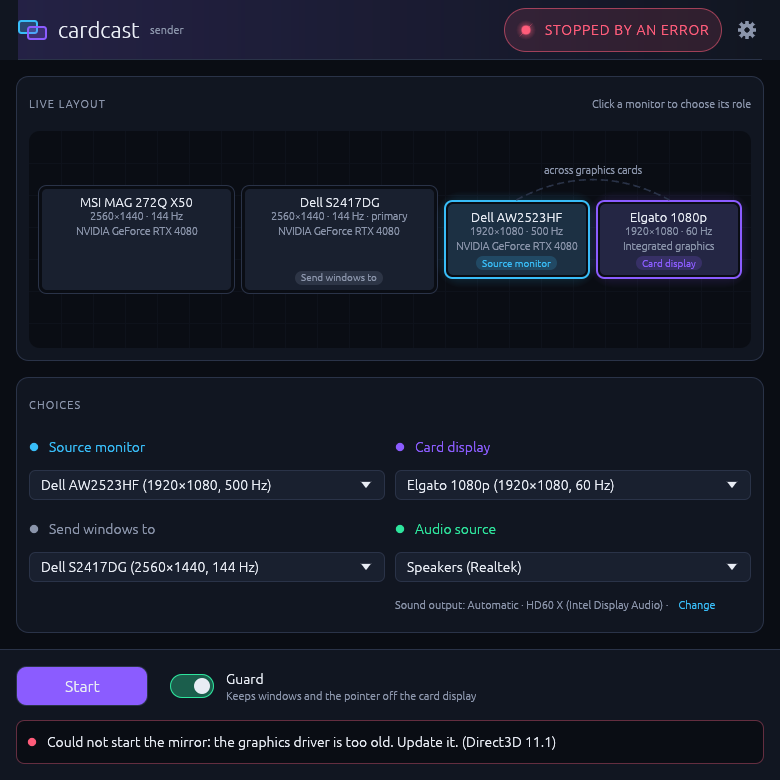 cardcast sender
STOPPED BY AN ERROR
LIVE LAYOUT
Click a monitor to choose its role
across graphics cards
MSI MAG 272Q X50
2560×1440 · 144 Hz
NVIDIA GeForce RTX 4080
Dell S2417DG
2560×1440 · 144 Hz · primary
NVIDIA GeForce RTX 4080
Send windows to
Dell AW2523HF
1920×1080 · 500 Hz
NVIDIA GeForce RTX 4080
Source monitor
Elgato 1080p
1920×1080 · 60 Hz
Integrated graphics
Card display
CHOICES
Source monitor
Dell AW2523HF (1920×1080, 500 Hz)
Card display
Elgato 1080p (1920×1080, 60 Hz)
Send windows to
Dell S2417DG (2560×1440, 144 Hz)
Audio source
Speakers (Realtek)
Sound output: Automatic · HD60 X (Intel Display Audio) · Change
Start
Guard
Keeps windows and the pointer off the card display
Could not start the mirror: the graphics driver is too old. Update it. (Direct3D 11.1)